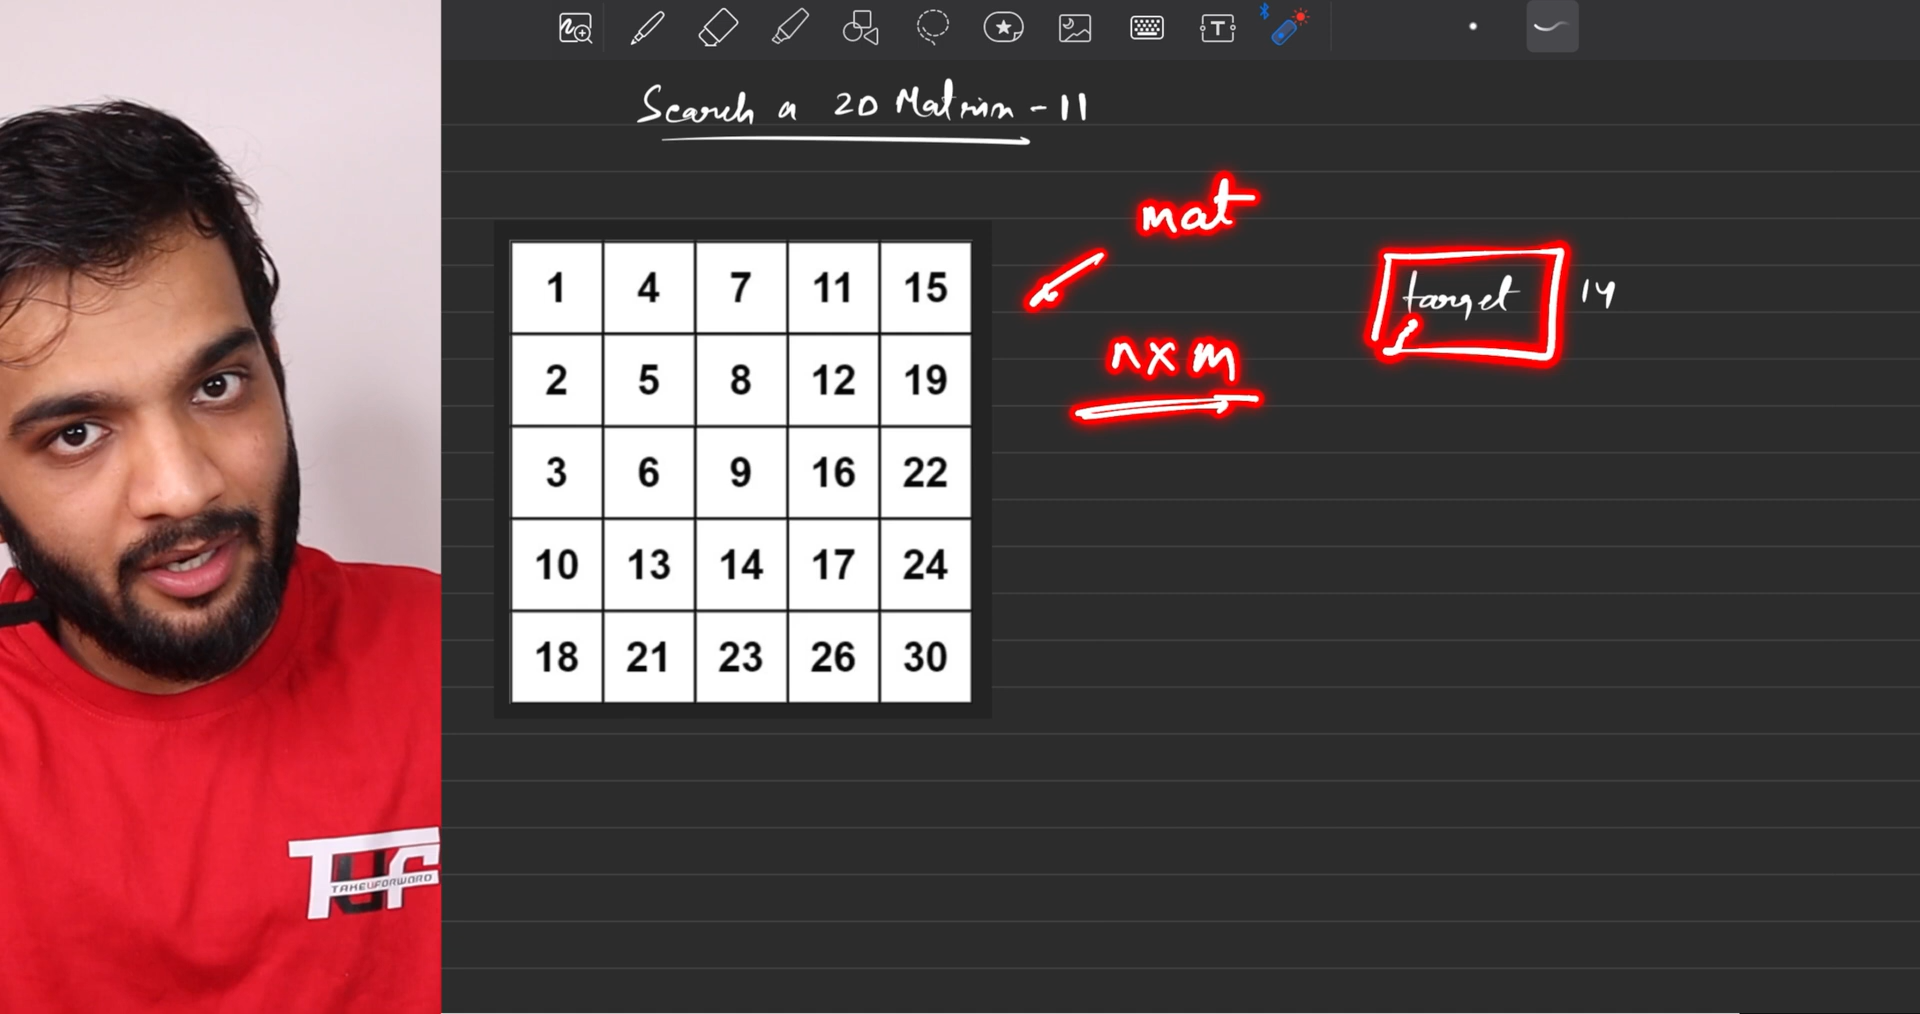 Search a 2D Matrix - II
mat
target 14
n x m
1 4 7 11 15
2 5 8 12 19
3 6 9 16 22
10 13 14 17 24
18 21 23 26 30
TUF
TAKEUFORWARD